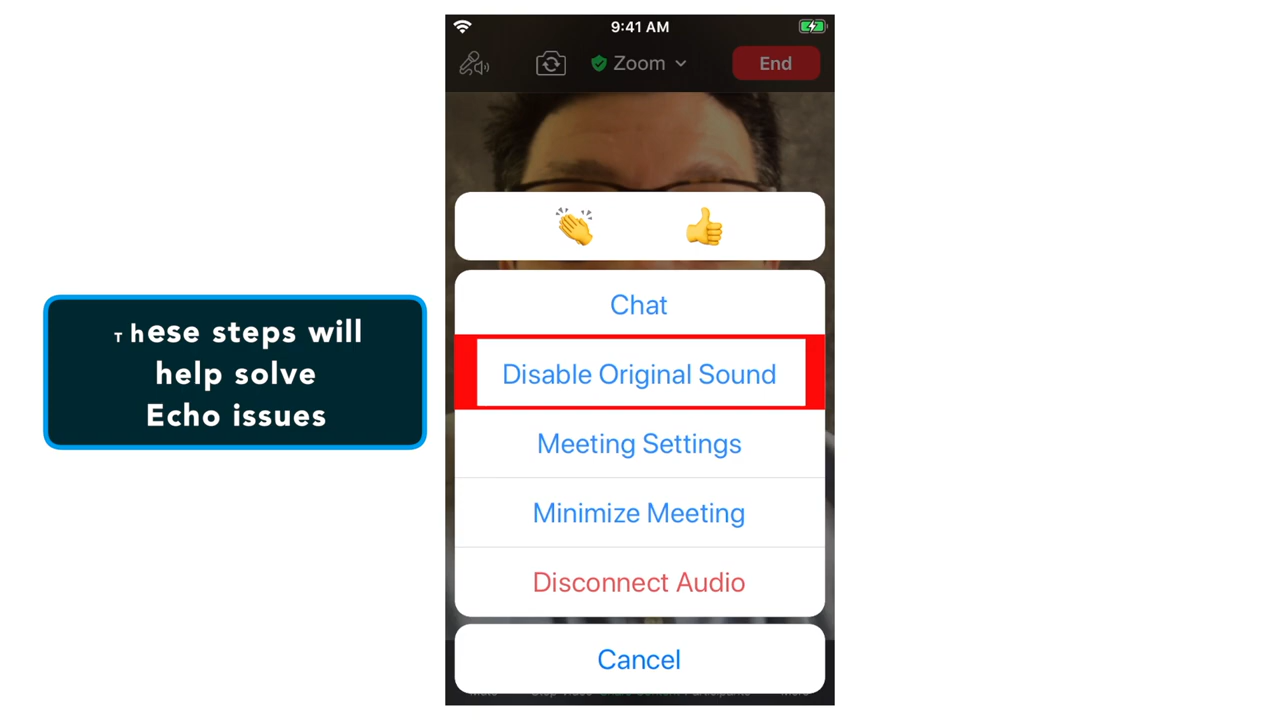 9:41 AM
Zoom
End
These steps will
help solve
Echo issues
Chat
Disable Original Sound
Meeting Settings
Minimize Meeting
Disconnect Audio
Cancel